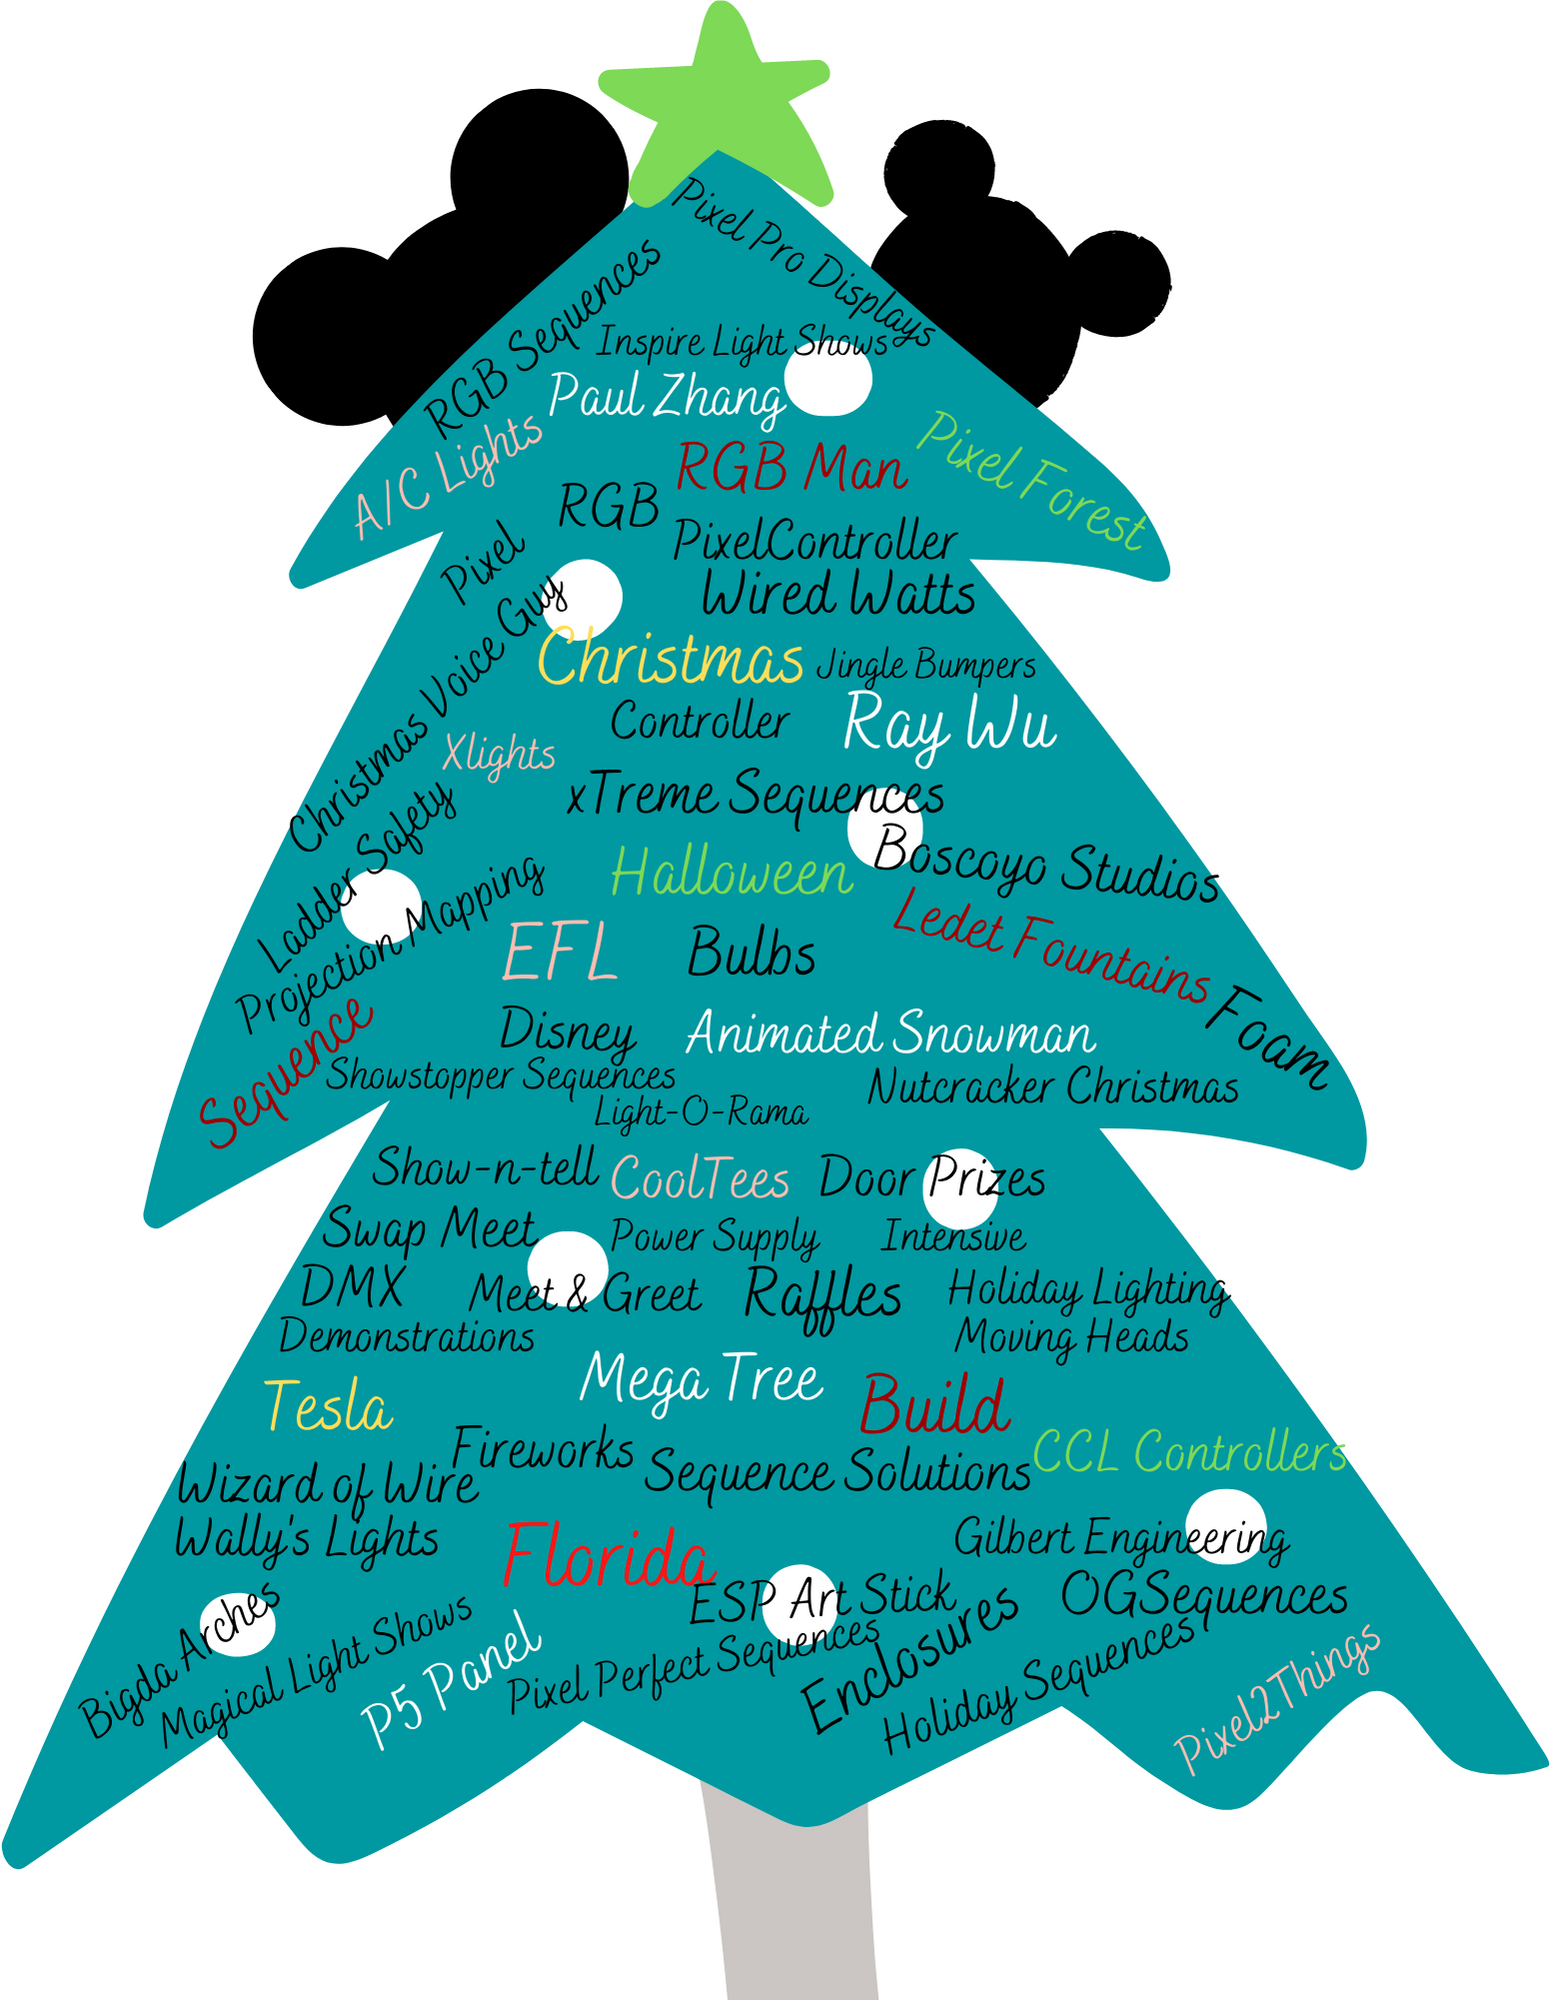 Pixel Pro Displays
RGB Sequences
Inspire Light Shows
Paul Zhang
A/C Lights
RGB Man
Pixel Forest
RGB
PixelController
Pixel
Wired Watts
Christmas Voice Guy
Christmas
Jingle Bumpers
Controller
Ray Wu
Xlights
xTreme Sequences
Ladder Safety
Halloween
Boscoyo Studios
Projection Mapping
EFL
Bulbs
Ledet Fountains
Foam
Sequence
Disney
Animated Snowman
Showstopper Sequences
Nutcracker Christmas
Light-O-Rama
Show-n-tell
CoolTees
Door Prizes
Swap Meet
Power Supply
Intensive
DMX
Meet & Greet
Raffles
Holiday Lighting
Demonstrations
Moving Heads
Mega Tree
Tesla
Build
Fireworks
CCL Controllers
Wizard of Wire
Sequence Solutions
Wally's Lights
Florida
Gilbert Engineering
ESP Art Stick
OGSequences
Bigda Arches
Magical Light Shows
P5 Panel
Pixel Perfect Sequences
Enclosures
Holiday Sequences
Pixel2Things